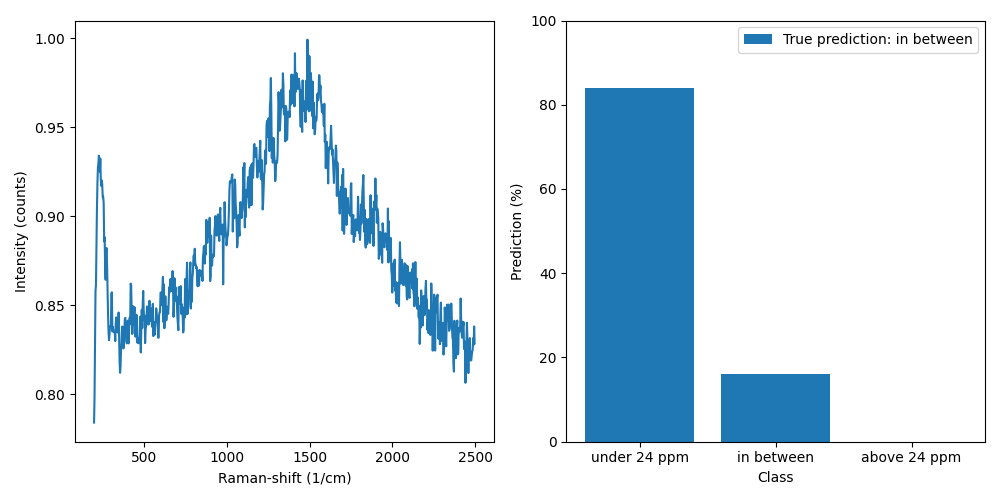 1.00
0.95
0.90
0.85
0.80
Intensity (counts)
500
1000
1500
2000
2500
Raman-shift (1/cm)
100
80
60
40
20
0
Prediction (%)
True prediction: in between
under 24 ppm
in between
above 24 ppm
Class